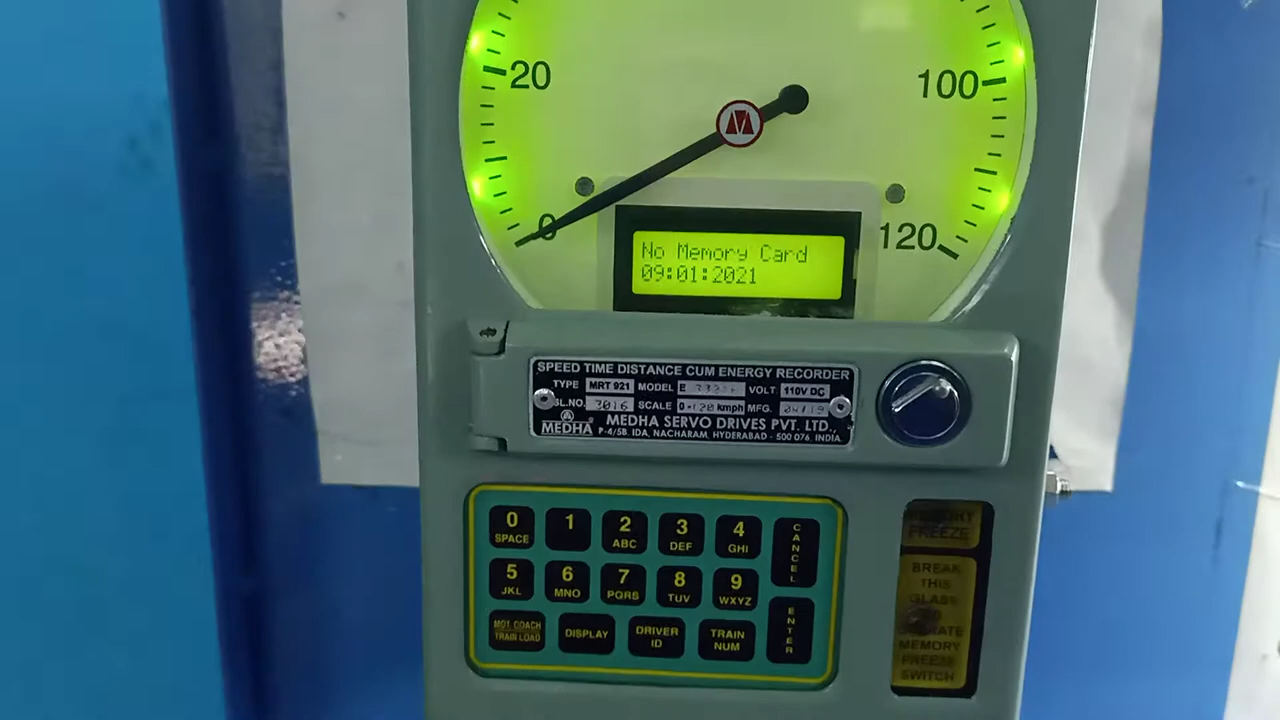 20
100
0
120
No Memory Card
09:01:2021
SPEED TIME DISTANCE CUM ENERGY RECORDER
TYPE MRT 921 MODEL E VOLT. 110V DC
SL.NO. 3016 SCALE 0-120 kmph MFG. 04/19
MEDHA MEDHA SERVO DRIVES PVT. LTD.,
P-4/5B IDA, NACHARAM, HYDERABAD - 500 076, INDIA
0 1 2 3 4
SPACE ABC DEF GHI
CANCEL
5 6 7 8 9
JKL MNO PQRS TUV WXYZ
ENTER
MOT. COACH
TRAIN LOAD
DISPLAY
DRIVER
ID
TRAIN
NUM
MEMORY
FREEZE
BREAK
THIS
GLASS
MEMORY
FREEZE
SWITCH